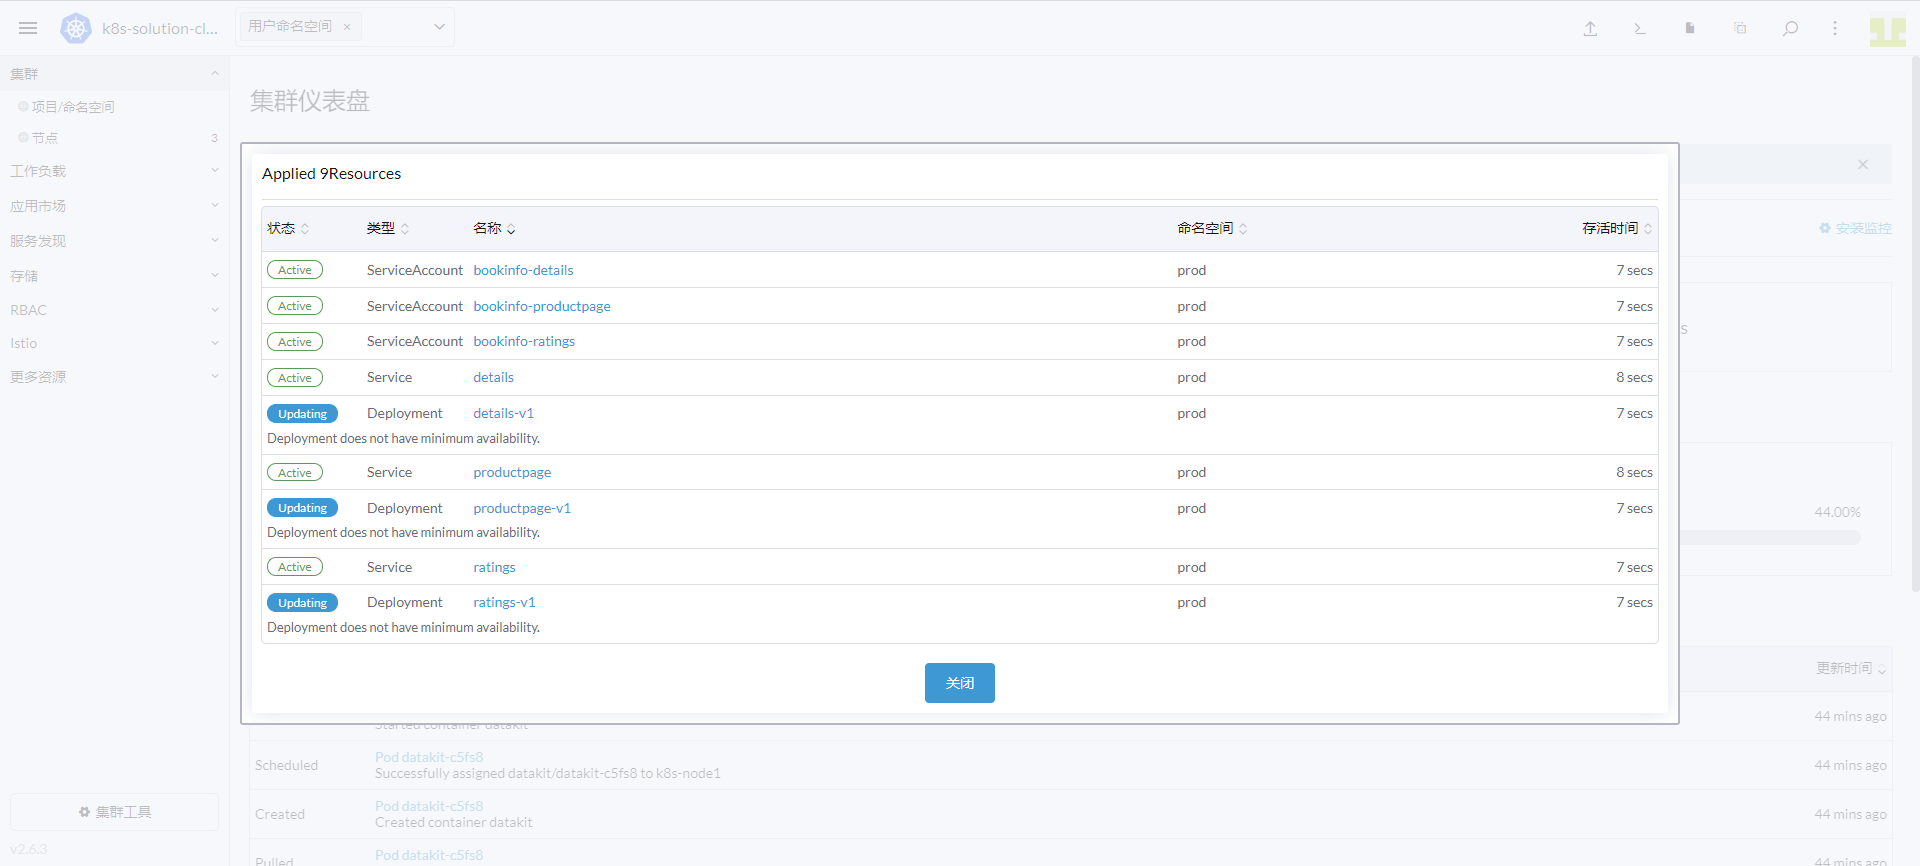 k8s-solution-cl...
用户命名空间 ×
集群
项目/命名空间
节点 3
工作负载
应用市场
服务发现
存储
RBAC
Istio
更多资源
集群工具
v2.6.3
集群仪表盘
安装监控
44.00%
Applied 9Resources
状态 类型 名称 命名空间 存活时间
Active ServiceAccount bookinfo-details prod 7 secs
Active ServiceAccount bookinfo-productpage prod 7 secs
Active ServiceAccount bookinfo-ratings prod 7 secs
Active Service details prod 8 secs
Updating Deployment details-v1 prod 7 secs
Deployment does not have minimum availability.
Active Service productpage prod 8 secs
Updating Deployment productpage-v1 prod 7 secs
Deployment does not have minimum availability.
Active Service ratings prod 7 secs
Updating Deployment ratings-v1 prod 7 secs
Deployment does not have minimum availability.
关闭
更新时间
Started container datakit 44 mins ago
Scheduled Pod datakit-c5fs8 44 mins ago
Successfully assigned datakit/datakit-c5fs8 to k8s-node1
Created Pod datakit-c5fs8 44 mins ago
Created container datakit
Pulled Pod datakit-c5fs8 44 mins ago